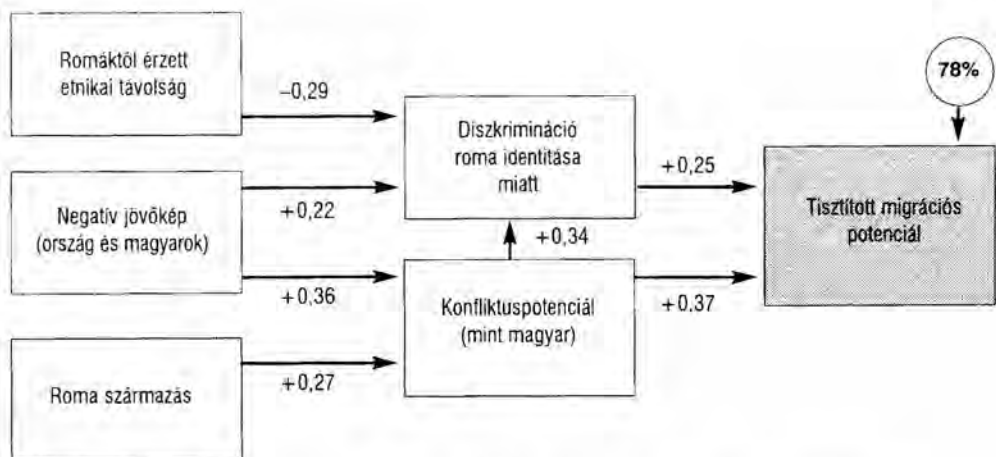 Romáktól érzett
etnikai távolság
−0,29
Negatív jövőkép
(ország és magyarok)
+0,22
+0,36
Roma származás
+0,27
Diszkrimináció
roma identitása
miatt
+0,34
Konfliktuspotenciál
(mint magyar)
+0,25
+0,37
78%
Tisztított migrációs
potenciál